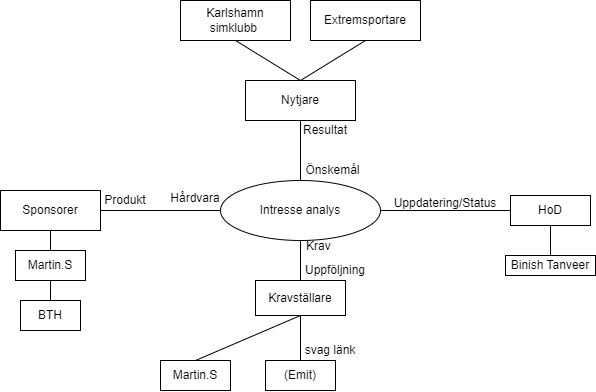 Karlshamn
simklubb
Extremsportare
Nytjare
Resultat
Önskemål
Produkt
Hårdvara
Uppdatering/Status
Sponsorer
Intresse analys
HoD
Krav
Martin.S
Uppföljning
Binish Tanveer
BTH
Kravställare
svag länk
Martin.S
(Emit)